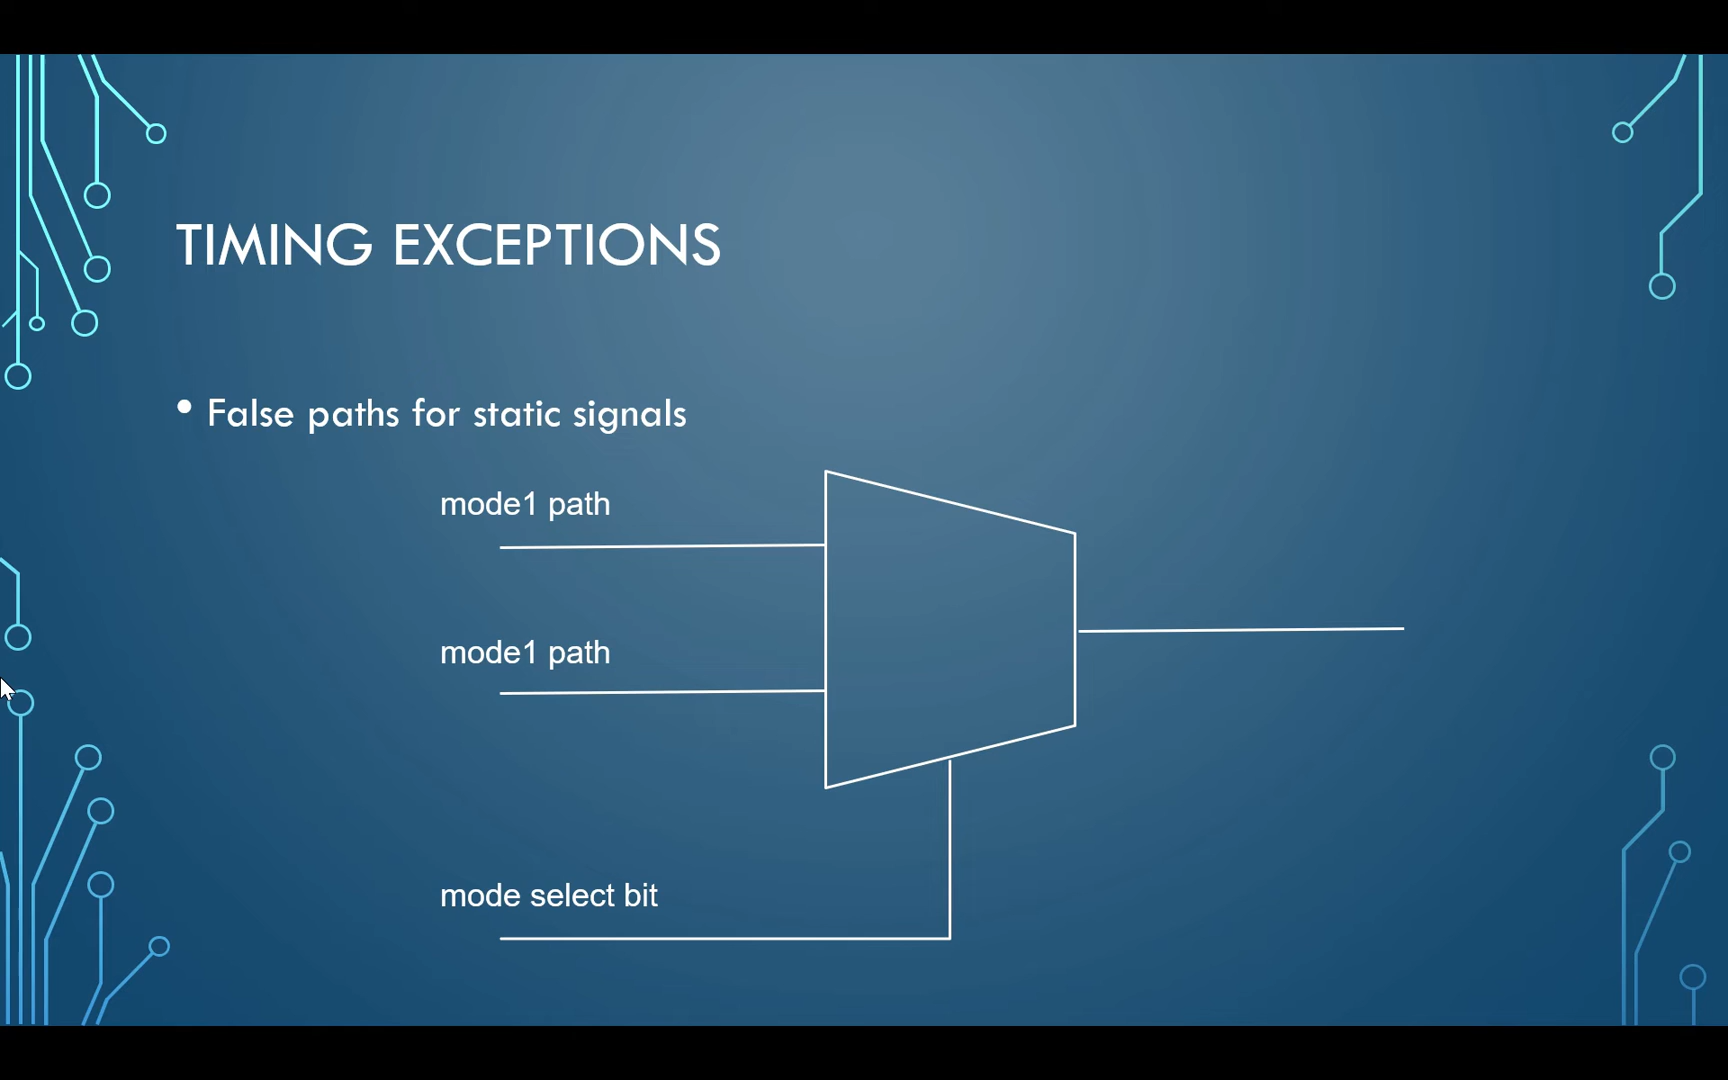 TIMING EXCEPTIONS
• False paths for static signals
mode1 path
mode1 path
mode select bit